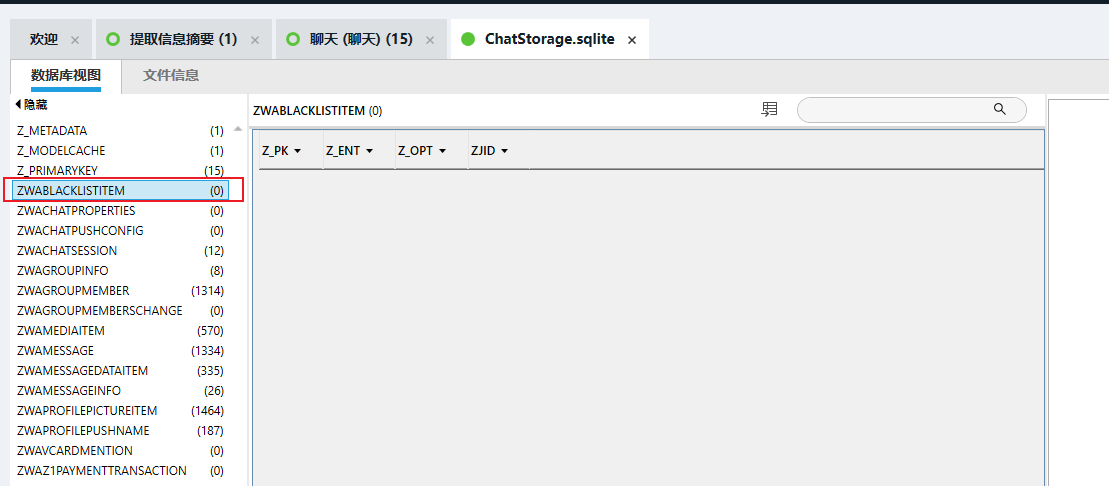 欢迎 × 提取信息摘要 (1) × 聊天 (聊天) (15) × ChatStorage.sqlite ×
数据库视图 文件信息
隐藏
Z_METADATA (1)
Z_MODELCACHE (1)
Z_PRIMARYKEY (15)
ZWABLACKLISTITEM (0)
ZWACHATPROPERTIES (0)
ZWACHATPUSHCONFIG (0)
ZWACHATSESSION (12)
ZWAGROUPINFO (8)
ZWAGROUPMEMBER (1314)
ZWAGROUPMEMBERSCHANGE (0)
ZWAMEDIAITEM (570)
ZWAMESSAGE (1334)
ZWAMESSAGEDATAITEM (335)
ZWAMESSAGEINFO (26)
ZWAPROFILEPICTUREITEM (1464)
ZWAPROFILEPUSHNAME (187)
ZWAVCARDMENTION (0)
ZWAZ1PAYMENTTRANSACTION (0)
ZWABLACKLISTITEM (0)
Z_PK Z_ENT Z_OPT ZJID